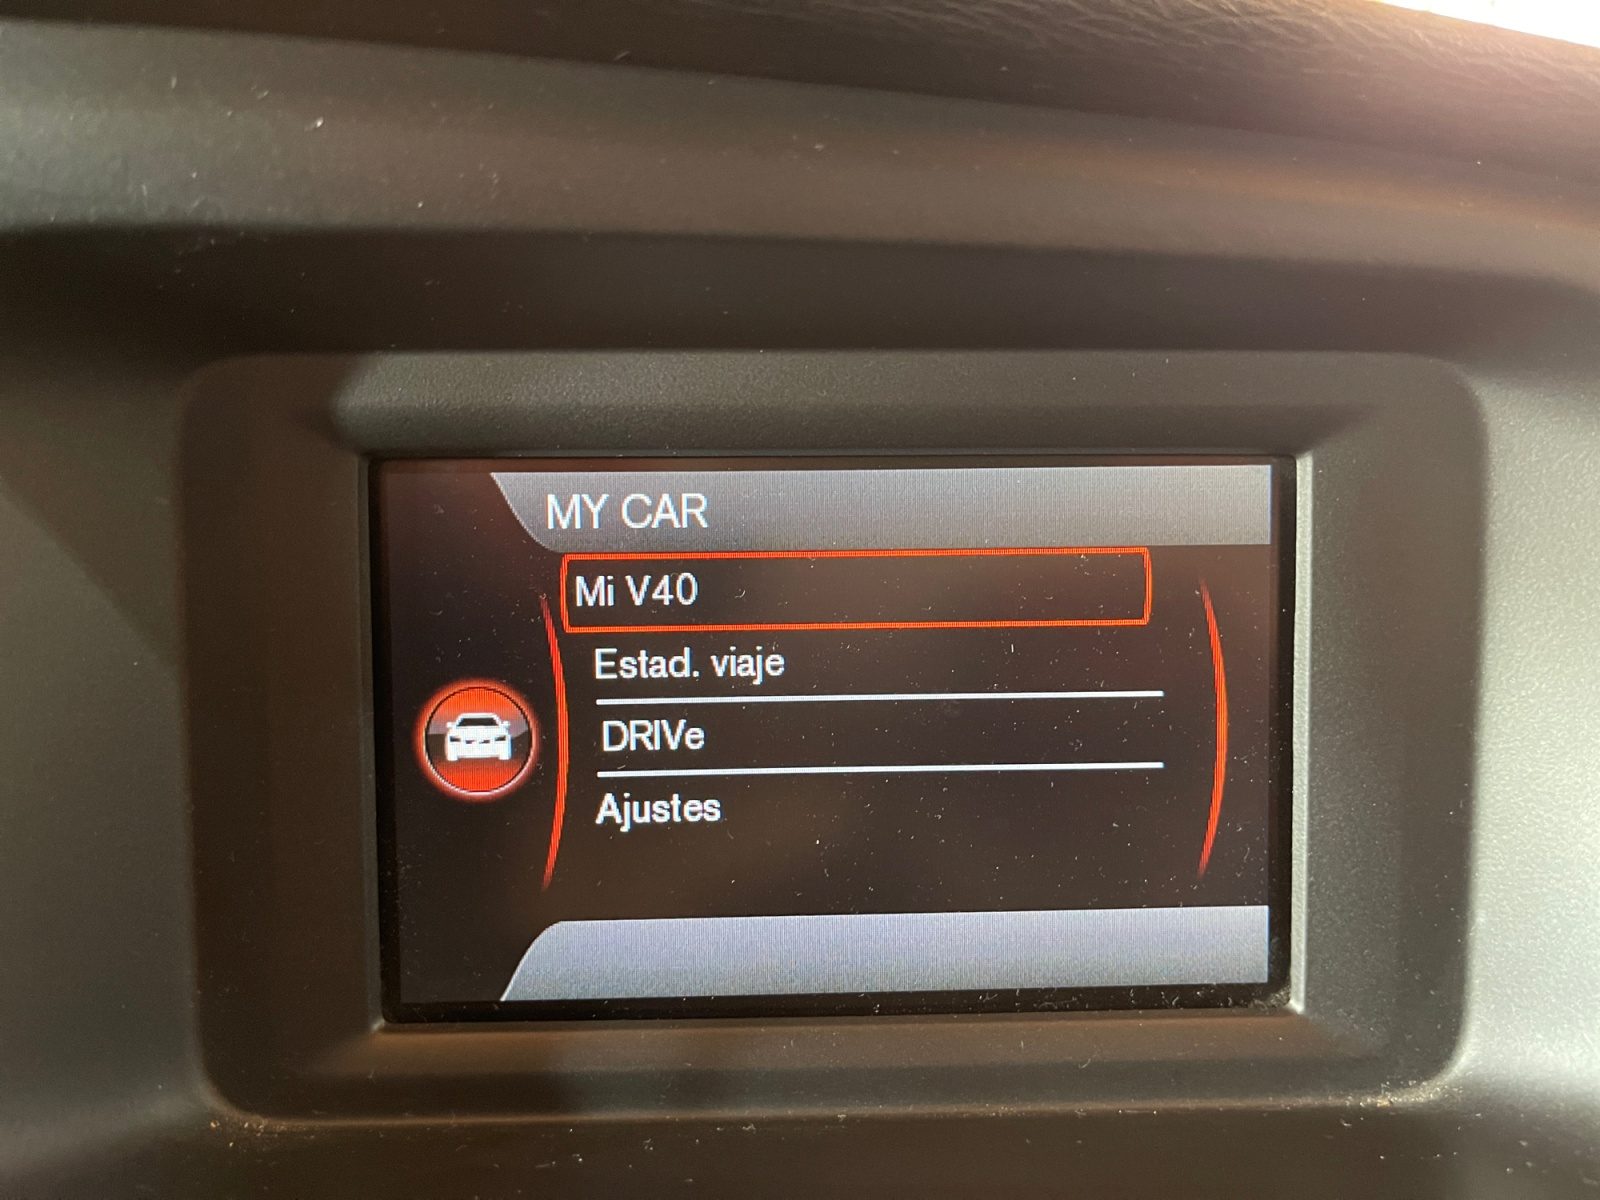 MY CAR
Mi V40
Estad. viaje
DRIVe
Ajustes